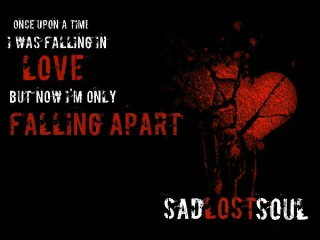 ONCE UPON A TIME
I WAS FALLING IN
LOVE
BUT NOW I'M ONLY
FALLING APART
SADLOSTSOUL